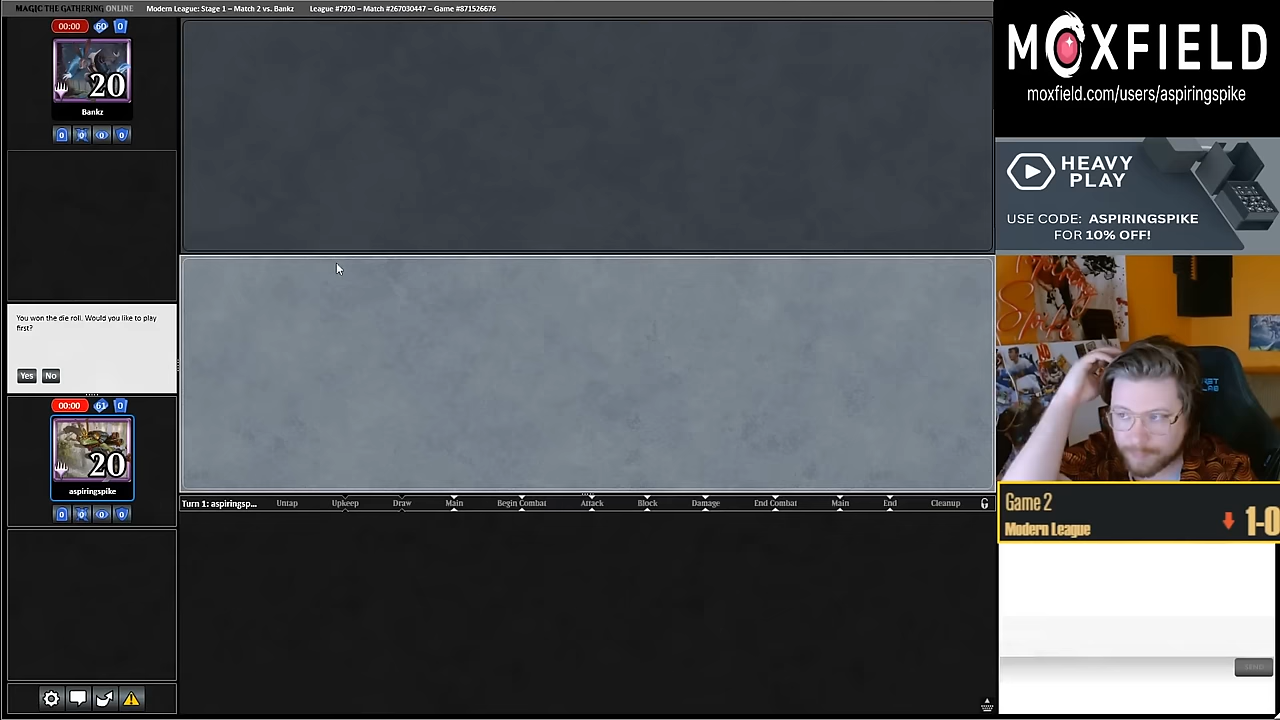 MAGIC THE GATHERING ONLINE
Modern League: Stage 1 – Match 2 vs. Bankz
League #7920 – Match #267030447 – Game #871526676
00:00 60 0
20
Bankz
0 0 0 0
You won the die roll. Would you like to play
first?
Yes No
00:00 61 0
20
aspiringspike
0 0 0 0
Turn 1: aspiringsp... Untap Upkeep Draw Main Begin Combat Attack Block Damage End Combat Main End Cleanup
MOXFIELD
moxfield.com/users/aspiringspike
HEAVY
PLAY
USE CODE: ASPIRINGSPIKE
FOR 10% OFF!
Game 2
Modern League
1-0
SEND